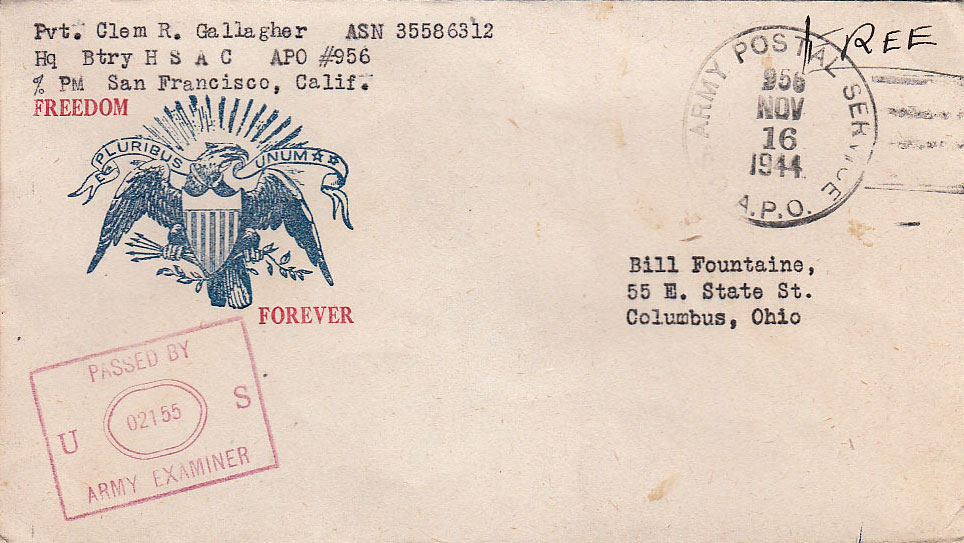 Pvt. Clem R. Gallagher ASN 35586312
Hq Btry H S A C APO #956
% PM San Francisco, Calif.
FREEDOM
E PLURIBUS UNUM
FOREVER
FREE
ARMY POSTAL SERVICE
956
NOV
16
1944
A.P.O.
Bill Fountaine,
55 E. State St.
Columbus, Ohio
PASSED BY
U 02155 S
ARMY EXAMINER